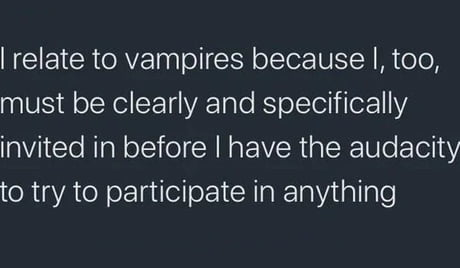 I relate to vampires because I, too,
must be clearly and specifically
invited in before I have the audacity
to try to participate in anything